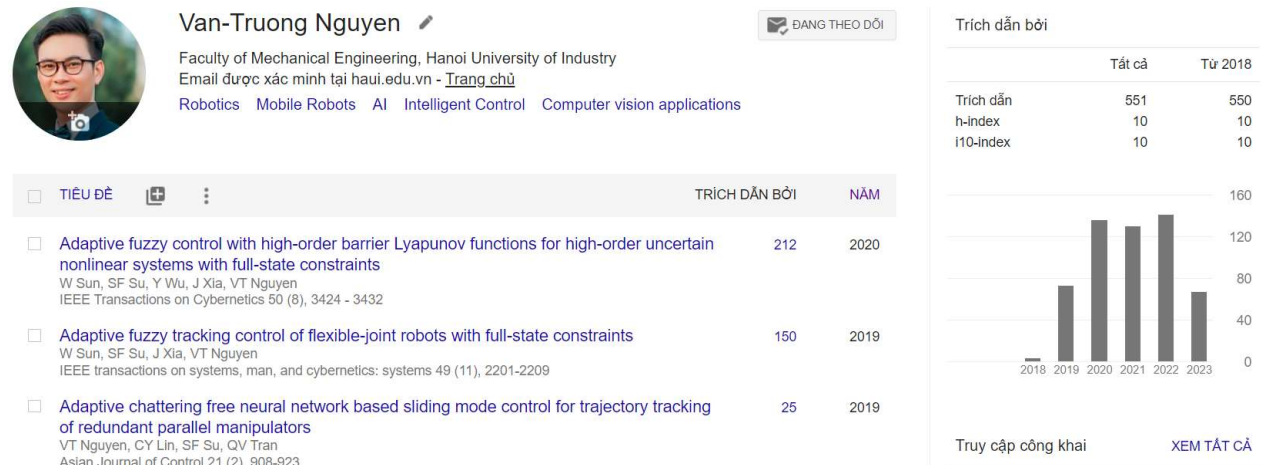 Van-Truong Nguyen
ĐANG THEO DÕI
Faculty of Mechanical Engineering, Hanoi University of Industry
Email được xác minh tại haui.edu.vn - Trang chủ
Robotics Mobile Robots AI Intelligent Control Computer vision applications
TIÊU ĐỀ TRÍCH DẪN BỞI NĂM
Adaptive fuzzy control with high-order barrier Lyapunov functions for high-order uncertain 212 2020
nonlinear systems with full-state constraints
W Sun, SF Su, Y Wu, J Xia, VT Nguyen
IEEE Transactions on Cybernetics 50 (8), 3424 - 3432
Adaptive fuzzy tracking control of flexible-joint robots with full-state constraints 150 2019
W Sun, SF Su, J Xia, VT Nguyen
IEEE transactions on systems, man, and cybernetics: systems 49 (11), 2201-2209
Adaptive chattering free neural network based sliding mode control for trajectory tracking 25 2019
of redundant parallel manipulators
VT Nguyen, CY Lin, SF Su, QV Tran
Asian Journal of Control 21 (2), 908-923
Trích dẫn bởi
Tất cả Từ 2018
Trích dẫn 551 550
h-index 10 10
i10-index 10 10
160
120
80
40
0
2018 2019 2020 2021 2022 2023
Truy cập công khai XEM TẤT CẢ